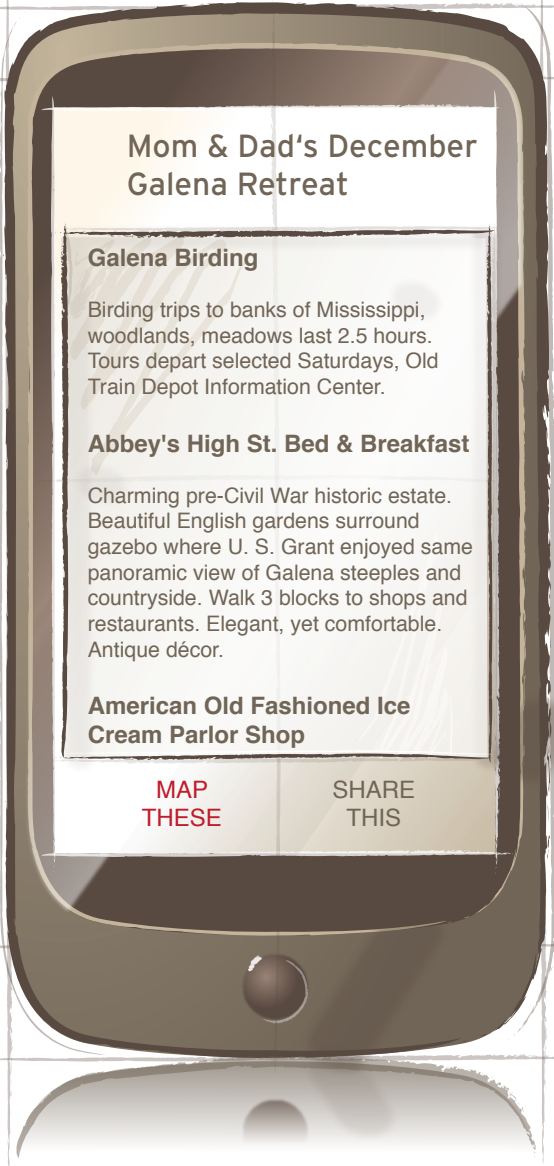 Mom & Dad‘s December
Galena Retreat
Galena Birding
Birding trips to banks of Mississippi,
woodlands, meadows last 2.5 hours.
Tours depart selected Saturdays, Old
Train Depot Information Center.
Abbey's High St. Bed & Breakfast
Charming pre-Civil War historic estate.
Beautiful English gardens surround
gazebo where U. S. Grant enjoyed same
panoramic view of Galena steeples and
countryside. Walk 3 blocks to shops and
restaurants. Elegant, yet comfortable.
Antique décor.
American Old Fashioned Ice
Cream Parlor Shop
MAP
THESE
SHARE
THIS